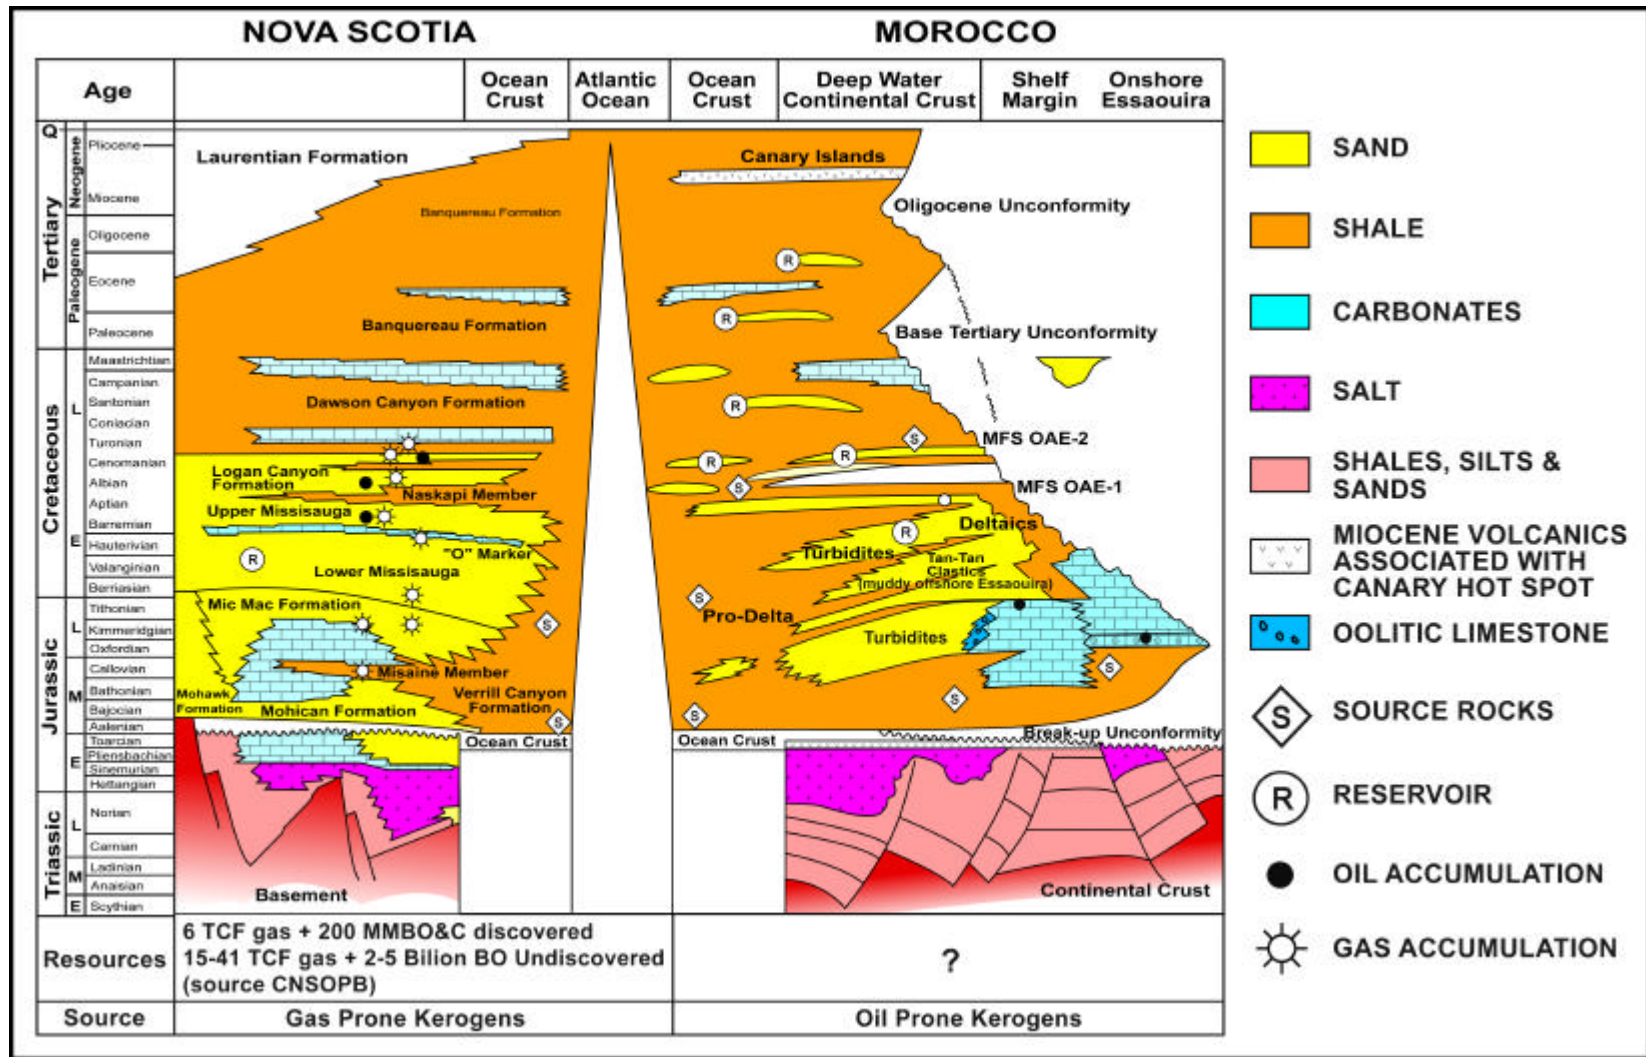 NOVA SCOTIA
MOROCCO
Age
Ocean
Crust
Atlantic
Ocean
Ocean
Crust
Deep Water
Continental Crust
Shelf
Margin
Onshore
Essaouira
Q
Tertiary
Neogene
Paleogene
Pliocene
Miocene
Oligocene
Eocene
Paleocene
Cretaceous
L
E
Maastrichtian
Campanian
Santonian
Coniacian
Turonian
Cenomanian
Albian
Aptian
Barremian
Hauterivian
Valanginian
Berriasian
Jurassic
L
M
E
Tithonian
Kimmeridgian
Oxfordian
Callovian
Bathonian
Bajocian
Aalenian
Toarcian
Pliensbachian
Sinemurian
Hettangian
Triassic
L
M
E
Norian
Carnian
Ladinian
Anaisian
Scythian
Laurentian Formation
Banquereau Formation
Banquereau Formation
Dawson Canyon Formation
Logan Canyon
Formation
Naskapi Member
Upper Missisauga
"O" Marker
R
Lower Missisauga
Mic Mac Formation
S
Misaine Member
Mohawk
Formation
Mohican Formation
Verrill Canyon
Formation
S
Ocean Crust
Basement
Canary Islands
Oligocene Unconformity
R
R
Base Tertiary Unconformity
R
S
MFS OAE-2
R
R
S
MFS OAE-1
R
Deltaics
Turbidites
Tan-Tan
Clastics
(muddy offshore Essaouira)
S
Pro-Delta
Turbidites
S
S
S
Ocean Crust
Break-up Unconformity
Continental Crust
Resources
6 TCF gas + 200 MMBO&C discovered
15-41 TCF gas + 2-5 Bilion BO Undiscovered
(source CNSOPB)
?
Source
Gas Prone Kerogens
Oil Prone Kerogens
SAND
SHALE
CARBONATES
SALT
SHALES, SILTS &
SANDS
MIOCENE VOLCANICS
ASSOCIATED WITH
CANARY HOT SPOT
OOLITIC LIMESTONE
S
SOURCE ROCKS
R
RESERVOIR
OIL ACCUMULATION
GAS ACCUMULATION